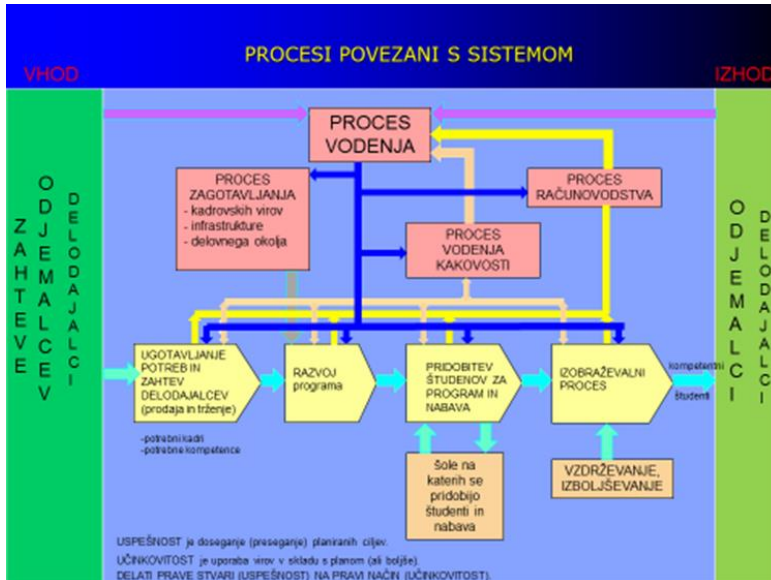 PROCESI POVEZANI S SISTEMOM
VHOD
IZHOD
ZAHTEVE
ODJEMALCEV
DELODAJALCI
PROCES
VODENJA
PROCES
ZAGOTAVLJANJA
- kadrovskih virov
- infrastrukture
- delovnega okolja
PROCES
RAČUNOVODSTVA
PROCES
VODENJA
KAKOVOSTI
UGOTAVLJANJE
POTREB IN
ZAHTEV
DELODAJALCEV
(prodaja in trženje)
RAZVOJ
programa
PRIDOBITEV
ŠTUDENOV ZA
PROGRAM IN
NABAVA
IZOBRAŽEVALNI
PROCES
kompetentni
študenti
ODJEMALCI
DELODAJALCI
-potrebni kadri
-potrebne kompetence
šole na
katerih se
pridobijo
študenti in
nabava
VZDRŽEVANJE,
IZBOLJŠEVANJE
USPEŠNOST je doseganje (preseganje) planiranih ciljev.
UČINKOVITOST je uporaba virov v skladu s planom (ali boljše).
DELATI PRAVE STVARI (USPEŠNOST) NA PRAVI NAČIN (UČINKOVITOST).